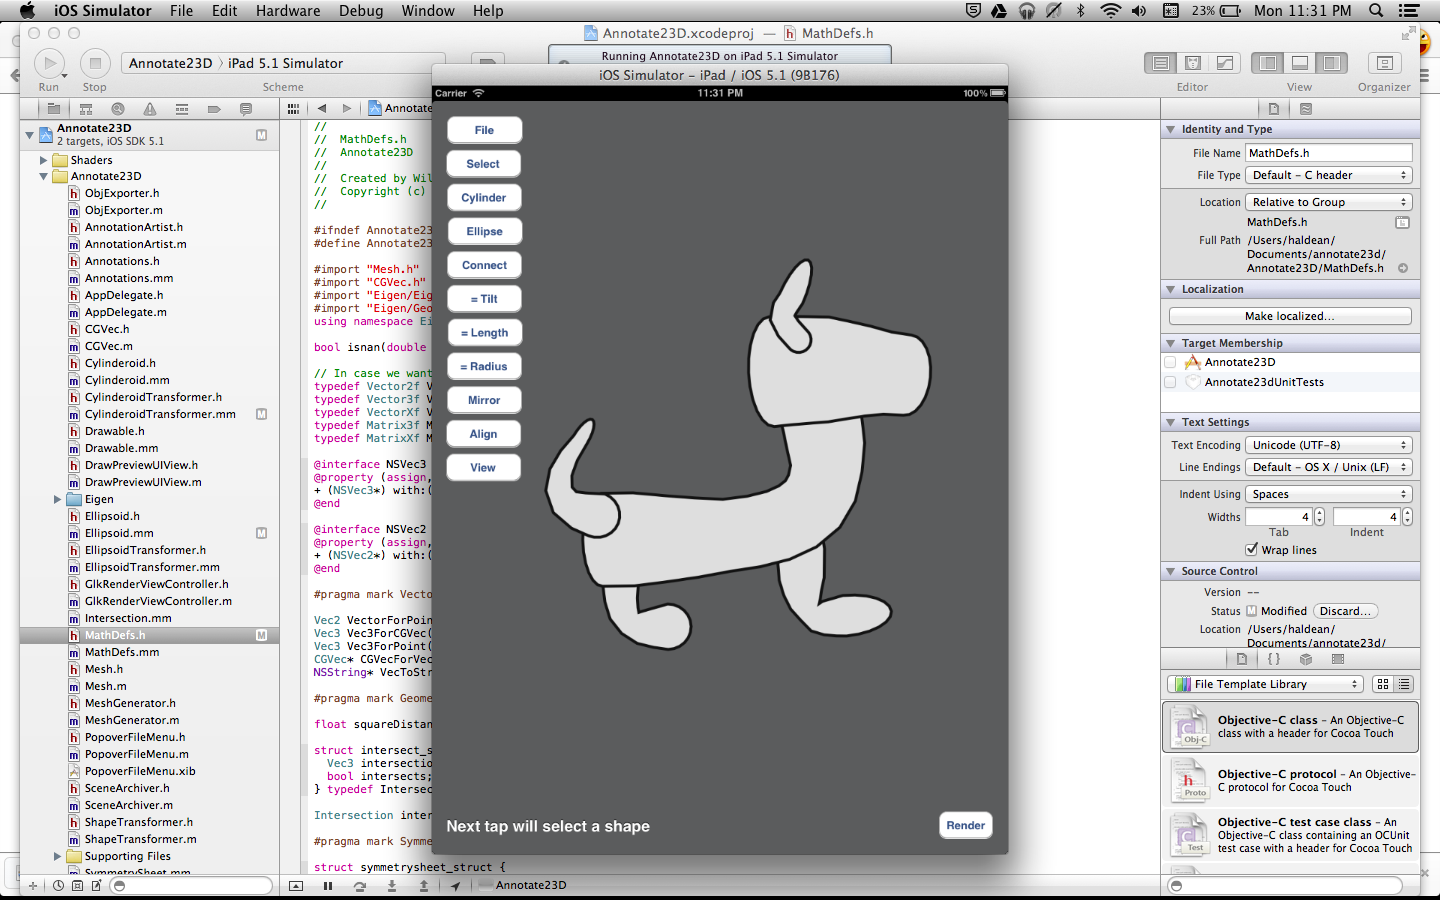 iOS Simulator File Edit Hardware Debug Window Help
23% Mon 11:31 PM
Annotate23D.xcodeproj — MathDefs.h
Annotate23D iPad 5.1 Simulator
Running Annotate23D on iPad 5.1 Simulator
Run Stop Scheme Editor View Organizer
iOS Simulator – iPad / iOS 5.1 (9B176)
Carrier 11:31 PM 100%
Annotate23D
2 targets, iOS SDK 5.1
M
Shaders
Annotate23D
ObjExporter.h
ObjExporter.m
AnnotationArtist.h
AnnotationArtist.m
Annotations.h
Annotations.mm
AppDelegate.h
AppDelegate.m
CGVec.h
CGVec.m
Cylinderoid.h
Cylinderoid.mm
CylinderoidTransformer.h
CylinderoidTransformer.mm M
Drawable.h
Drawable.mm
DrawPreviewUIView.h
DrawPreviewUIView.m
Eigen
Ellipsoid.h
Ellipsoid.mm M
EllipsoidTransformer.h
EllipsoidTransformer.mm
GlkRenderViewController.h
GlkRenderViewController.m
Intersection.mm
MathDefs.h M
MathDefs.mm
Mesh.h
Mesh.m
MeshGenerator.h
MeshGenerator.m
PopoverFileMenu.h
PopoverFileMenu.m
PopoverFileMenu.xib
SceneArchiver.h
SceneArchiver.m
ShapeTransformer.h
ShapeTransformer.m
Supporting Files
SymmetrySheet.mm
Annota
//
// MathDefs.h
// Annotate23D
//
// Created by Wil
// Copyright (c)
//
#ifndef Annotate23
#define Annotate23
#import "Mesh.h"
#import "CGVec.h"
#import "Eigen/Eig
#import "Eigen/Geo
using namespace Ei
bool isnan(double
// In case we want
typedef Vector2f V
typedef Vector3f V
typedef VectorXf V
typedef Matrix3f M
typedef MatrixXf M
@interface NSVec3
@property (assign,
+ (NSVec3*) with:(
@end
@interface NSVec2
@property (assign,
+ (NSVec2*) with:(
@end
#pragma mark Vecto
Vec2 VectorForPoin
Vec3 Vec3ForCGVec(
Vec3 Vec3ForPoint(
CGVec* CGVecForVec
NSString* VecToStr
#pragma mark Geome
float squareDistan
struct intersect_s
Vec3 intersectio
bool intersects;
} typedef Intersec
Intersection inter
#pragma mark Symme
struct symmetrysheet_struct {
Annotate23D
File
Select
Cylinder
Ellipse
Connect
= Tilt
= Length
= Radius
Mirror
Align
View
Next tap will select a shape
Render
Identity and Type
File Name MathDefs.h
File Type Default – C header
Location Relative to Group
MathDefs.h
Full Path /Users/haldean/
Documents/annotate23d/
Annotate23D/MathDefs.h
Localization
Make localized...
Target Membership
Annotate23D
Annotate23dUnitTests
Text Settings
Text Encoding Unicode (UTF-8)
Line Endings Default – OS X / Unix (LF)
Indent Using Spaces
Widths 4 4
Tab Indent
Wrap lines
Source Control
Version --
Status M Modified Discard...
Location /Users/haldean/
Documents/annotate23d/
File Template Library
Obj-C
Objective-C class – An Objective-C
class with a header for Cocoa Touch
Proto
Objective-C protocol – An Objective-
C protocol for Cocoa Touch
Test
Objective-C test case class – An
Objective-C class containing an OCUnit
test case with a header for Cocoa Touch